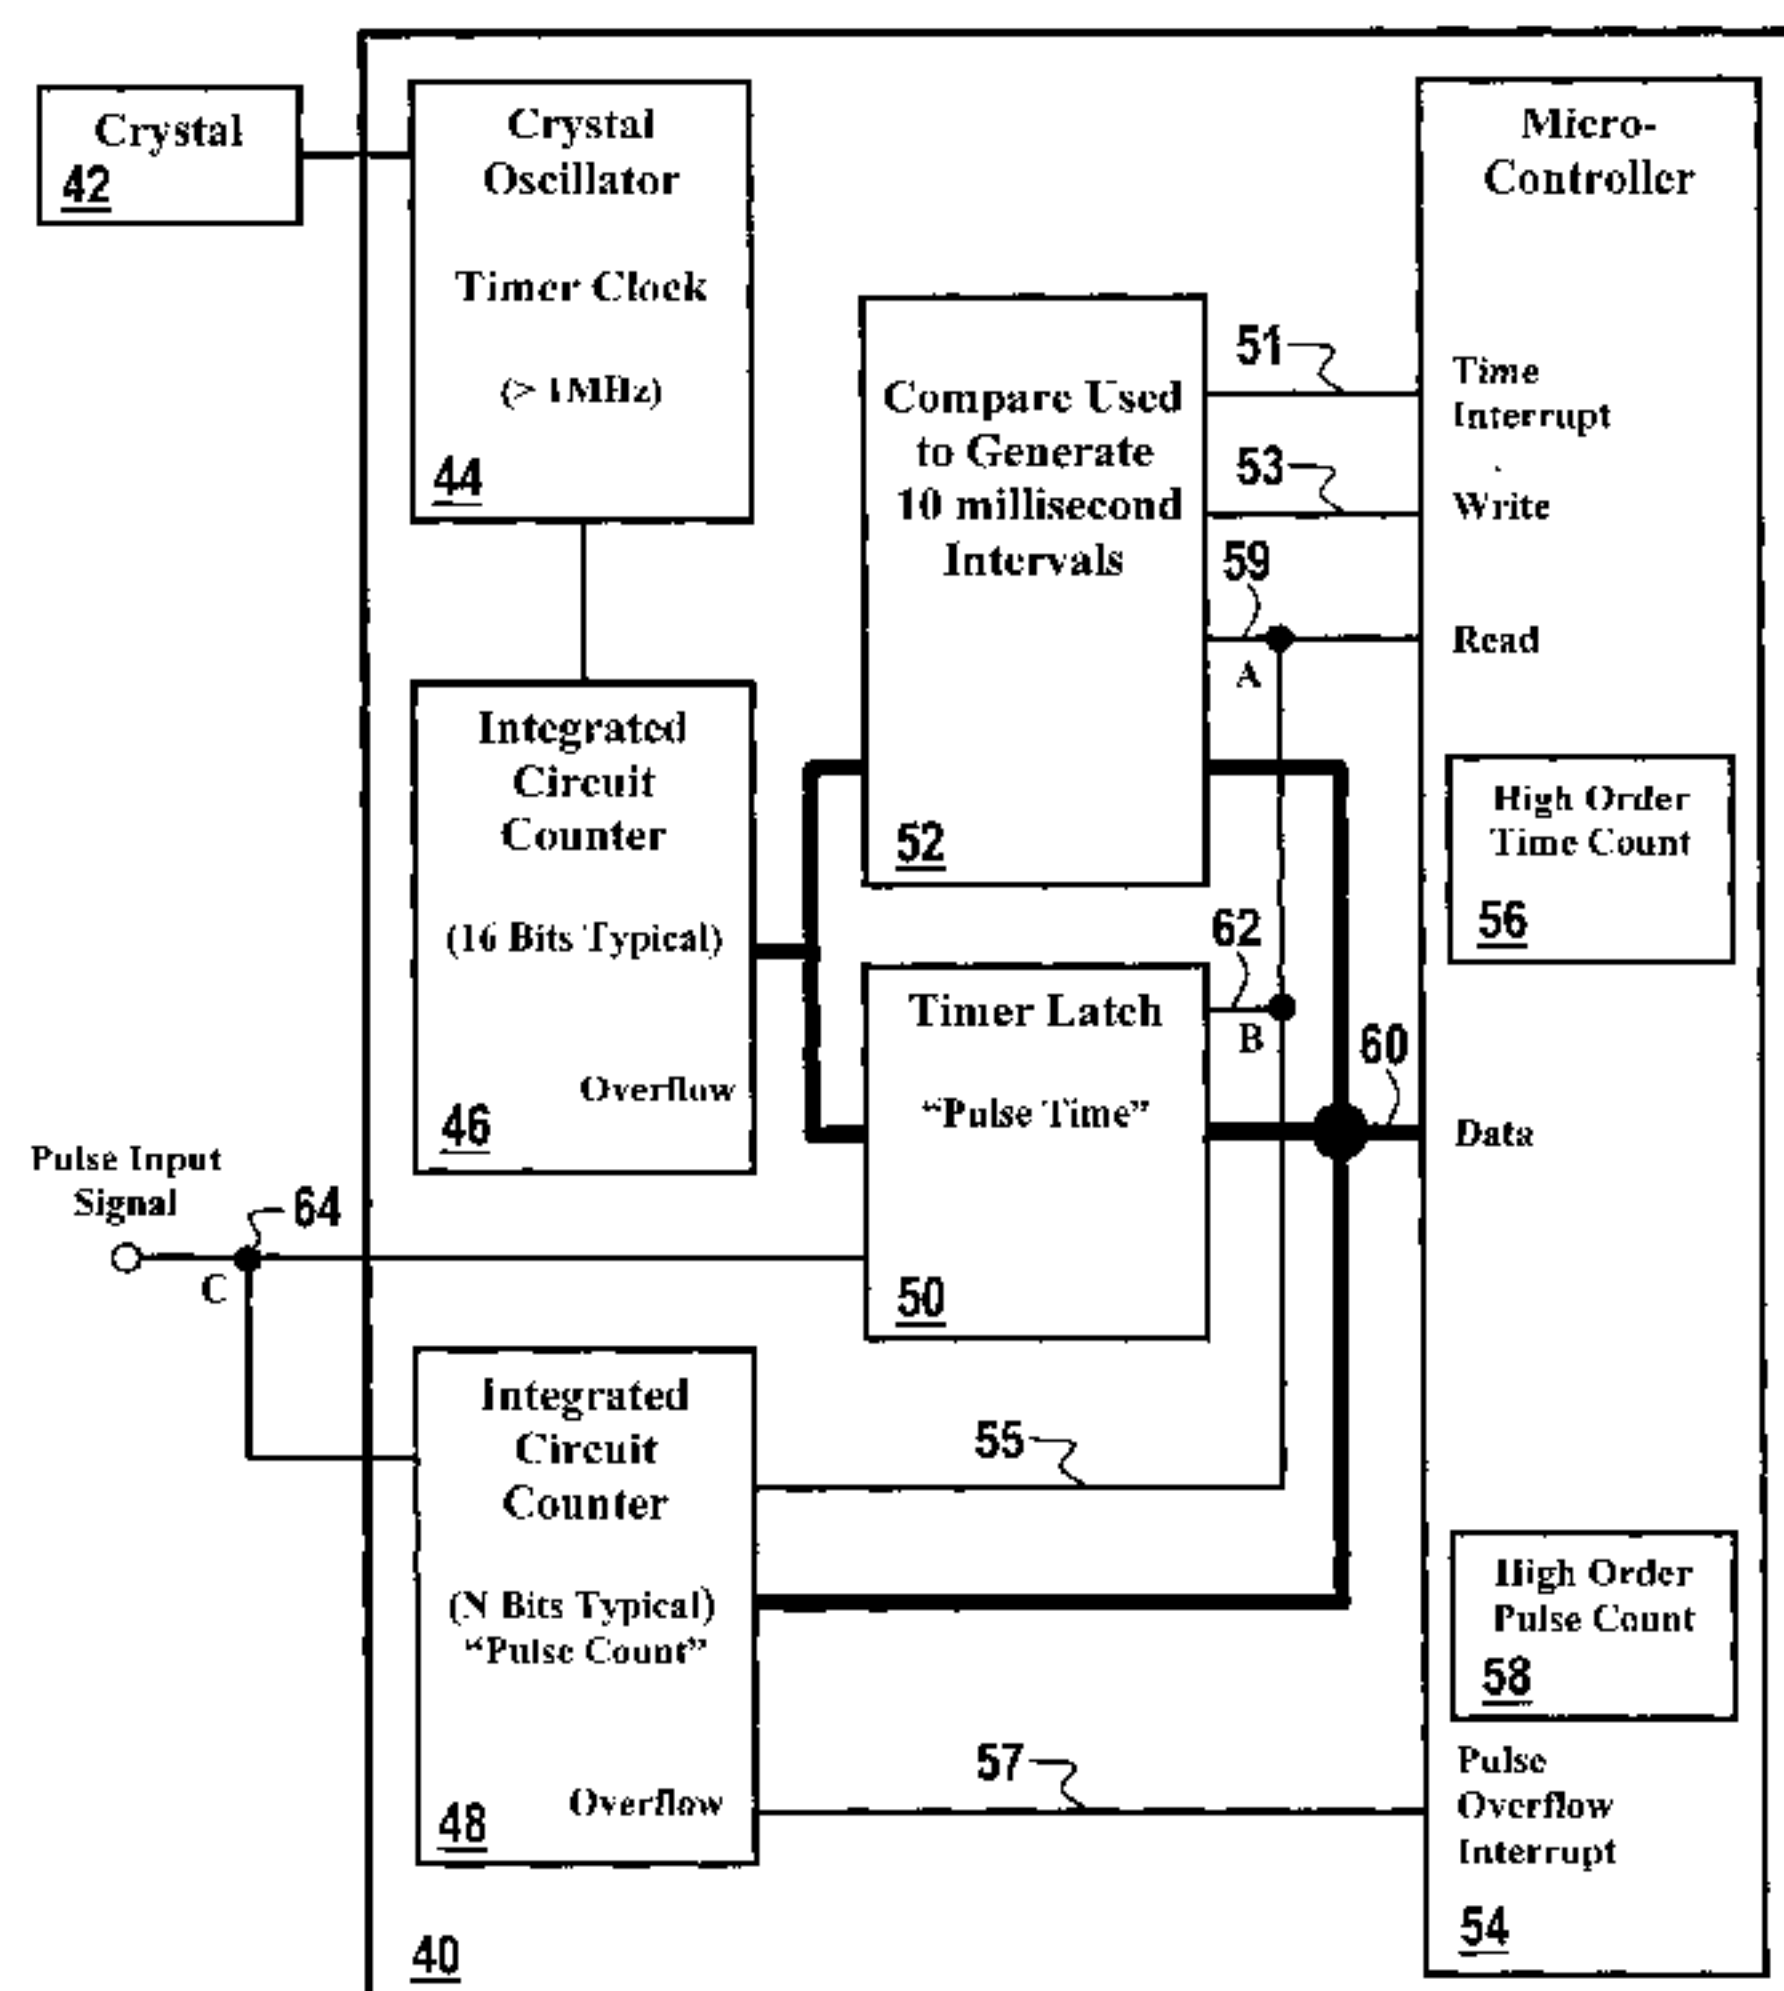 Crystal
42
Crystal
Oscillator
Timer Clock
(> 1MHz)
44
Micro-
Controller
Compare Used
to Generate
10 millisecond
Intervals
52
51
Time
Interrupt
53
Write
59
A
Read
Integrated
Circuit
Counter
(16 Bits Typical)
Overflow
46
High Order
Time Count
56
62
B
Timer Latch
“Pulse Time”
50
60
Data
Pulse Input
Signal
64
C
Integrated
Circuit
Counter
(N Bits Typical)
“Pulse Count”
Overflow
48
55
High Order
Pulse Count
58
57
Pulse
Overflow
Interrupt
54
40